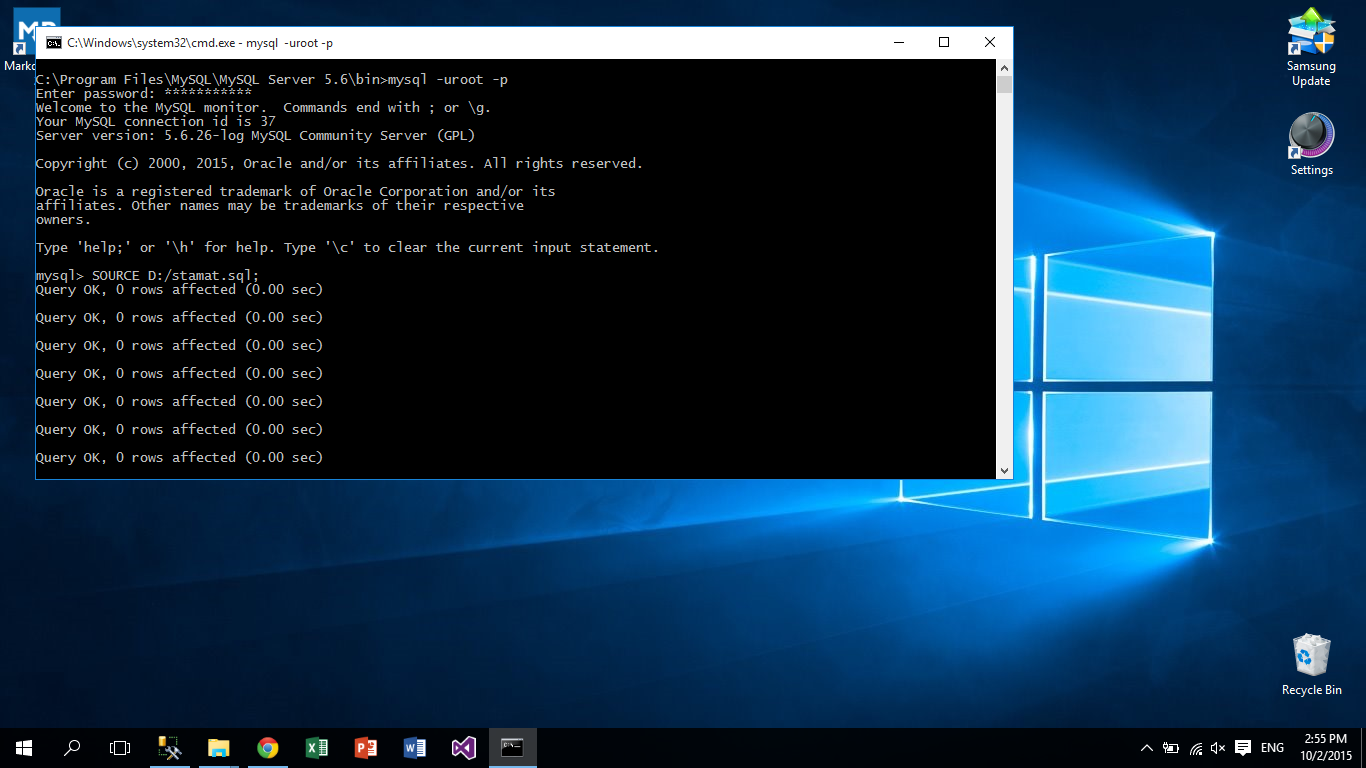 C:\Windows\system32\cmd.exe - mysql  -uroot -p
C:\Program Files\MySQL\MySQL Server 5.6\bin>mysql -uroot -p
Enter password: ***********
Welcome to the MySQL monitor.  Commands end with ; or \g.
Your MySQL connection id is 37
Server version: 5.6.26-log MySQL Community Server (GPL)
Copyright (c) 2000, 2015, Oracle and/or its affiliates. All rights reserved.
Oracle is a registered trademark of Oracle Corporation and/or its
affiliates. Other names may be trademarks of their respective
owners.
Type 'help;' or '\h' for help. Type '\c' to clear the current input statement.
mysql> SOURCE D:/stamat.sql;
Query OK, 0 rows affected (0.00 sec)
Query OK, 0 rows affected (0.00 sec)
Query OK, 0 rows affected (0.00 sec)
Query OK, 0 rows affected (0.00 sec)
Query OK, 0 rows affected (0.00 sec)
Query OK, 0 rows affected (0.00 sec)
Query OK, 0 rows affected (0.00 sec)
Samsung
Update
Settings
Recycle Bin
ENG
2:55 PM
10/2/2015